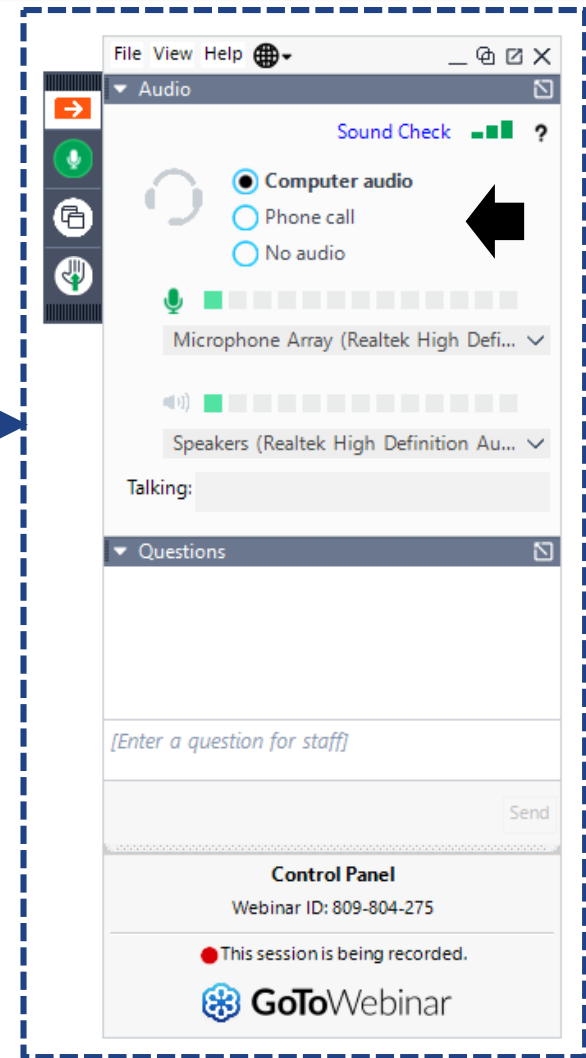 File View Help
Audio
Sound Check ?
Computer audio
Phone call
No audio
Microphone Array (Realtek High Defi...
Speakers (Realtek High Definition Au...
Talking:
Questions
[Enter a question for staff]
Send
Control Panel
Webinar ID: 809-804-275
This session is being recorded.
GoToWebinar